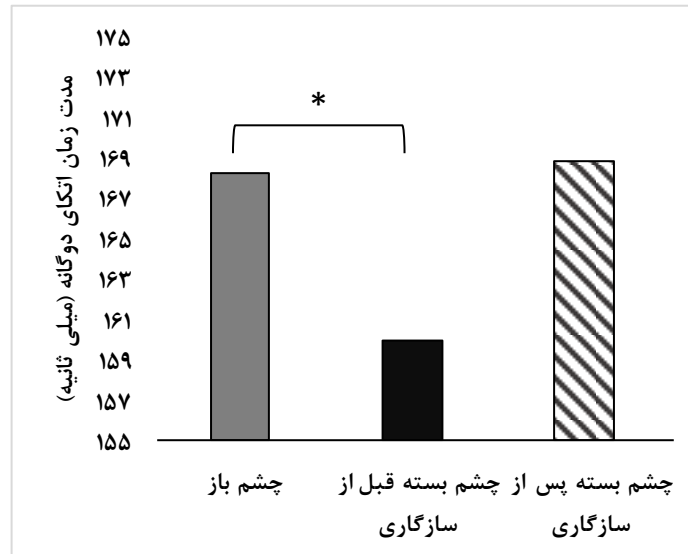 مدت زمان اتکای دوگانه (میلی ثانیه)
۱۷۵
۱۷۳
۱۷۱
۱۶۹
۱۶۷
۱۶۵
۱۶۳
۱۶۱
۱۵۹
۱۵۷
۱۵۵
*
چشم باز
چشم بسته قبل از
سازگاری
چشم بسته پس از
سازگاری